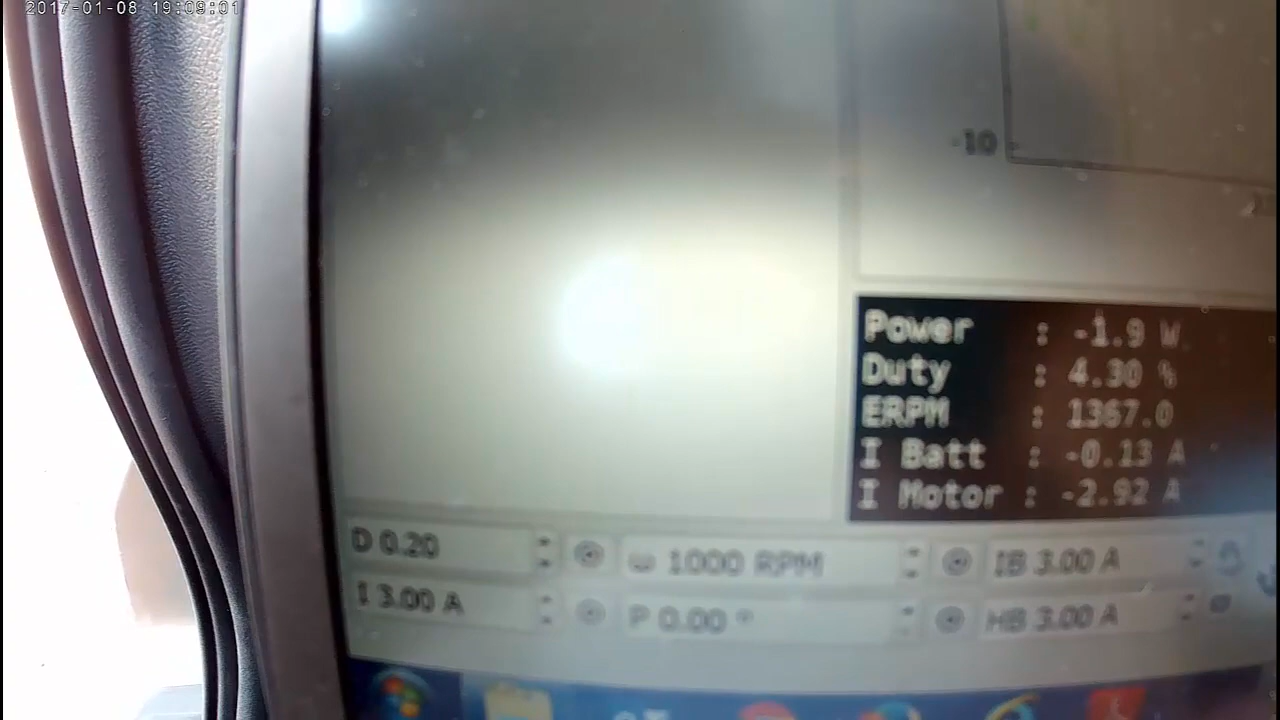 2017-01-08 19:09:01
-10
Power : -1.9 W
Duty : 4.30 %
ERPM : 1367.0
I Batt : -0.13 A
I Motor : -2.92 A
D 0.20
ω 1000 RPM
IB 3.00 A
I 3.00 A
P 0.00 °
HB 3.00 A